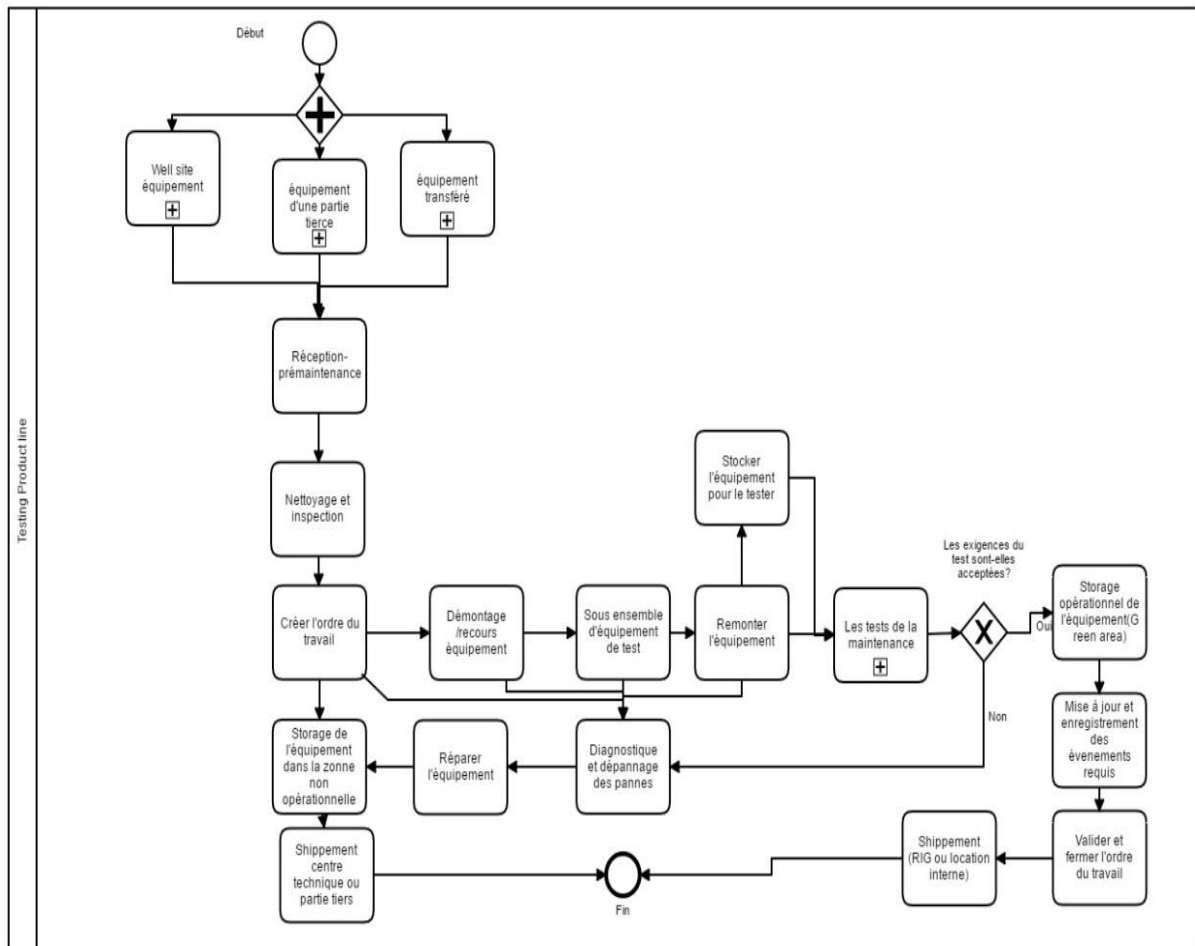 Testing Product line
Début
Well site
équipement
équipement
d'une partie
tierce
équipement
transféré
Réception-
prémaintenance
Nettoyage et
inspection
Stocker
l'équipement
pour le tester
Les exigences du
test sont-elles
acceptées?
Créer l'ordre du
travail
Démontage
/recours
équipement
Sous ensemble
d'équipement
de test
Remonter
l'équipement
Les tests de la
maintenance
Oui
Storage
opérationnel de
l'équipement(G
reen area)
Non
Storage de
l'équipement
dans la zonne
non
opérationnelle
Réparer
l'équipement
Diagnostique
et dépannage
des pannes
Mise à jour et
enregistrement
des
évenements
requis
Shippement
centre
technique ou
partie tiers
Fin
Shippement
(RIG ou location
interne)
Valider et
fermer l'ordre
du travail